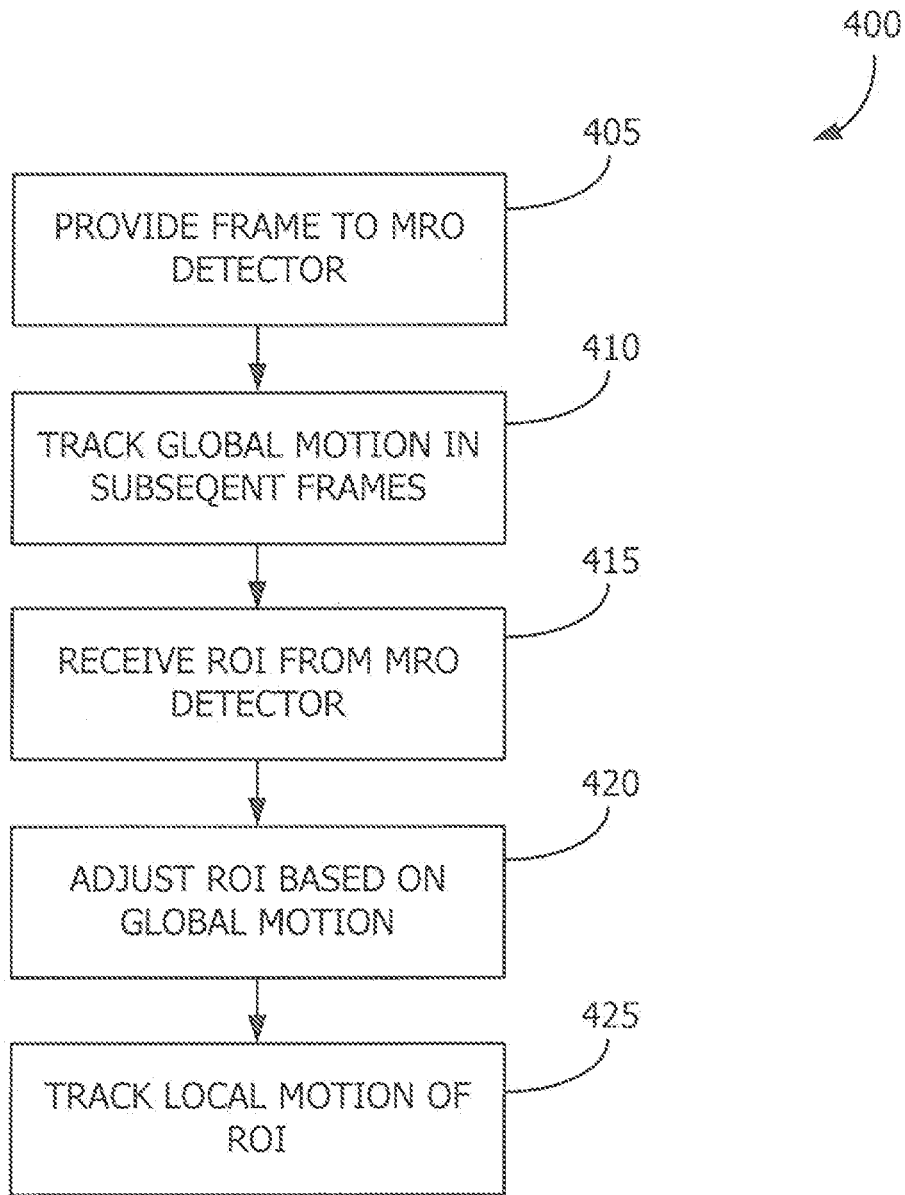 400
405
PROVIDE FRAME TO MRO
DETECTOR
410
TRACK GLOBAL MOTION IN
SUBSEQENT FRAMES
415
RECEIVE ROI FROM MRO
DETECTOR
420
ADJUST ROI BASED ON
GLOBAL MOTION
425
TRACK LOCAL MOTION OF
ROI